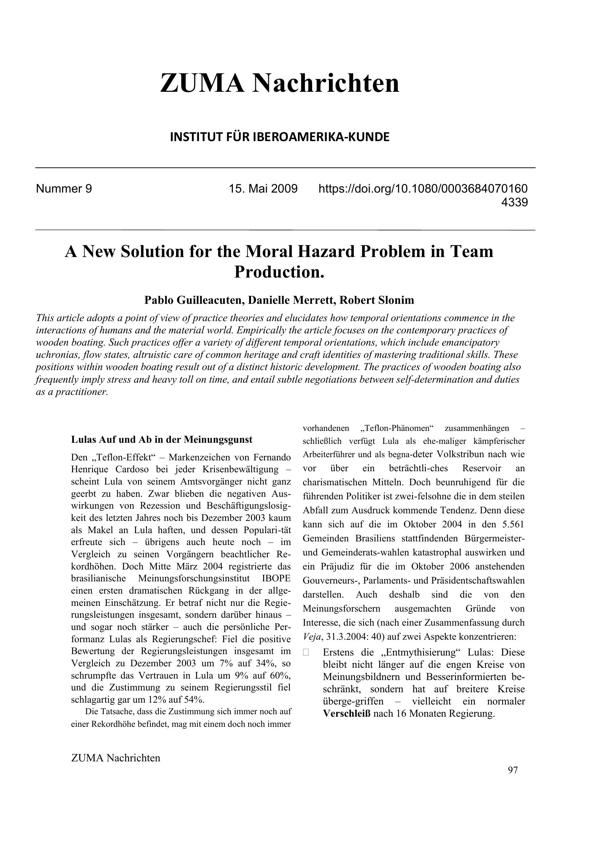 ZUMA Nachrichten
INSTITUT FÜR IBEROAMERIKA-KUNDE
Nummer 9 15. Mai 2009 https://doi.org/10.1080/0003684070160
4339
A New Solution for the Moral Hazard Problem in Team
Production.
Pablo Guilleacuten, Danielle Merrett, Robert Slonim
This article adopts a point of view of practice theories and elucidates how temporal orientations commence in the
interactions of humans and the material world. Empirically the article focuses on the contemporary practices of
wooden boating. Such practices offer a variety of different temporal orientations, which include emancipatory
uchronias, flow states, altruistic care of common heritage and craft identities of mastering traditional skills. These
positions within wooden boating result out of a distinct historic development. The practices of wooden boating also
frequently imply stress and heavy toll on time, and entail subtle negotiations between self-determination and duties
as a practitioner.
Lulas Auf und Ab in der Meinungsgunst
Den „Teflon-Effekt“ – Markenzeichen von Fernando
Henrique Cardoso bei jeder Krisenbewältigung –
scheint Lula von seinem Amtsvorgänger nicht ganz
geerbt zu haben. Zwar blieben die negativen Aus-
wirkungen von Rezession und Beschäftigungslosig-
keit des letzten Jahres noch bis Dezember 2003 kaum
als Makel an Lula haften, und dessen Populari-tät
erfreute sich – übrigens auch heute noch – im
Vergleich zu seinen Vorgängern beachtlicher Re-
kordhöhen. Doch Mitte März 2004 registrierte das
brasilianische Meinungsforschungsinstitut IBOPE
einen ersten dramatischen Rückgang in der allge-
meinen Einschätzung. Er betraf nicht nur die Regie-
rungsleistungen insgesamt, sondern darüber hinaus –
und sogar noch stärker – auch die persönliche Per-
formanz Lulas als Regierungschef: Fiel die positive
Bewertung der Regierungsleistungen insgesamt im
Vergleich zu Dezember 2003 um 7% auf 34%, so
schrumpfte das Vertrauen in Lula um 9% auf 60%,
und die Zustimmung zu seinem Regierungsstil fiel
schlagartig gar um 12% auf 54%.
Die Tatsache, dass die Zustimmung sich immer noch auf
einer Rekordhöhe befindet, mag mit einem doch noch immer
vorhandenen „Teflon-Phänomen“ zusammenhängen –
schließlich verfügt Lula als ehe-maliger kämpferischer
Arbeiterführer und als begna-deter Volkstribun nach wie
vor über ein beträchtli-ches Reservoir an
charismatischen Mitteln. Doch beunruhigend für die
führenden Politiker ist zwei-felsohne die in dem steilen
Abfall zum Ausdruck kommende Tendenz. Denn diese
kann sich auf die im Oktober 2004 in den 5.561
Gemeinden Brasiliens stattfindenden Bürgermeister-
und Gemeinderats-wahlen katastrophal auswirken und
ein Präjudiz für die im Oktober 2006 anstehenden
Gouverneurs-, Parlaments- und Präsidentschaftswahlen
darstellen. Auch deshalb sind die von den
Meinungsforschern ausgemachten Gründe von
Interesse, die sich (nach einer Zusammenfassung durch
Veja, 31.3.2004: 40) auf zwei Aspekte konzentrieren:
Erstens die „Entmythisierung“ Lulas: Diese
bleibt nicht länger auf die engen Kreise von
Meinungsbildnern und Besserinformierten be-
schränkt, sondern hat auf breitere Kreise
überge-griffen – vielleicht ein normaler
Verschleiß nach 16 Monaten Regierung.
ZUMA Nachrichten
97